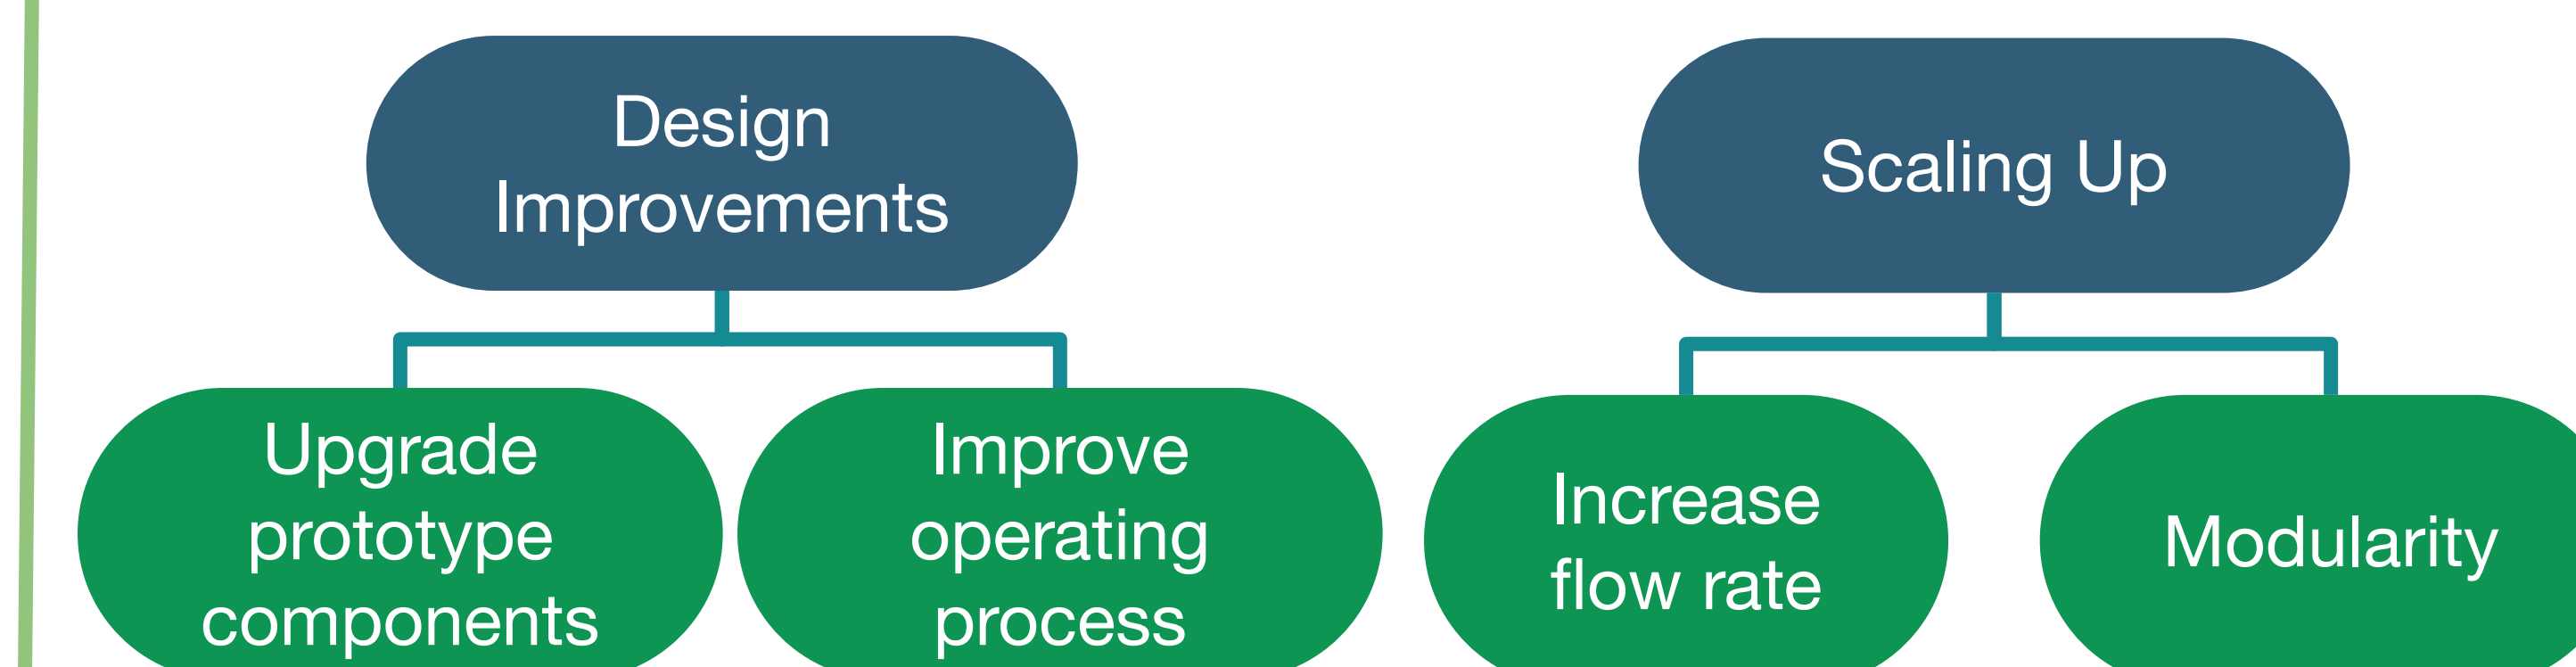 Design
Improvements
Scaling Up
Upgrade
prototype
components
Improve
operating
process
Increase
flow rate
Modularity